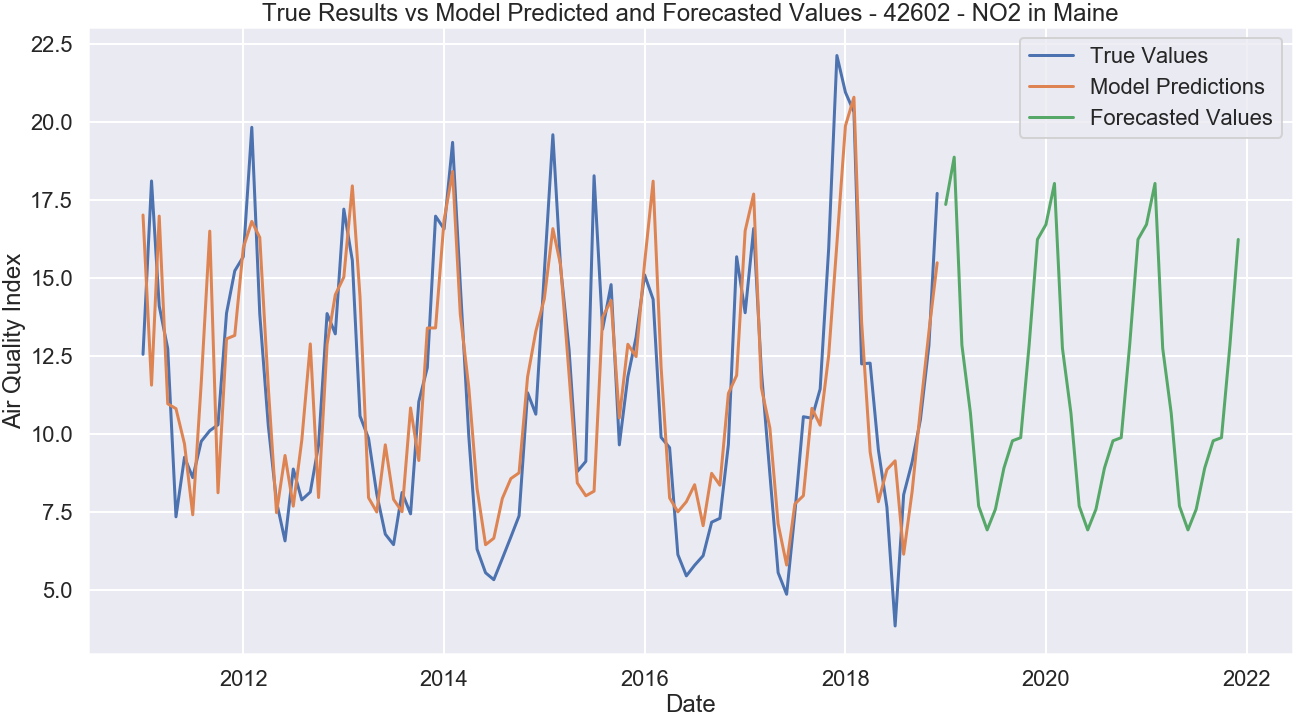 True Results vs Model Predicted and Forecasted Values - 42602 - NO2 in Maine
True Values
Model Predictions
Forecasted Values
Air Quality Index
22.5
20.0
17.5
15.0
12.5
10.0
7.5
5.0
2012 2014 2016 2018 2020 2022
Date